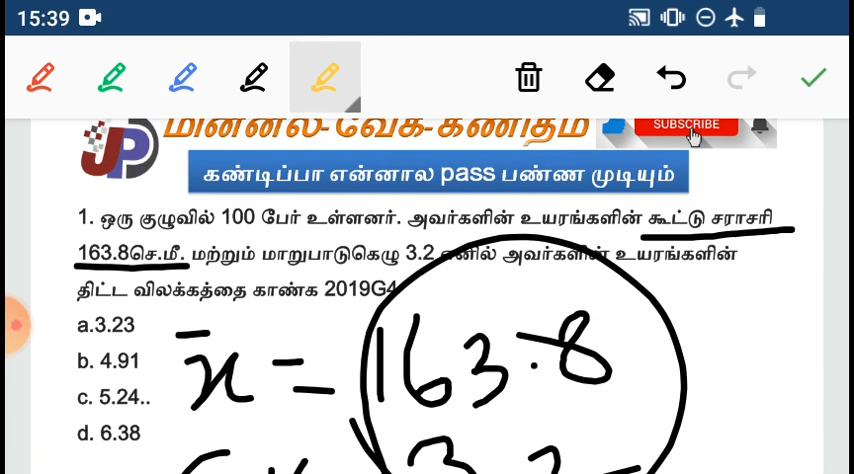 15:39
மின்னல்-வேக-கணிதம்
SUBSCRIBE
JP
கண்டிப்பா என்னால pass பண்ண முடியும்
1. ஒரு குழுவில் 100 பேர் உள்ளனர். அவர்களின் உயரங்களின் கூட்டு சராசரி
163.8செ.மீ. மற்றும் மாறுபாடுகெழு 3.2 எனில் அவர்களின் உயரங்களின்
திட்ட விலக்கத்தை காண்க 2019G4
a.3.23
b. 4.91
c. 5.24..
d. 6.38
x̄ = 163.8